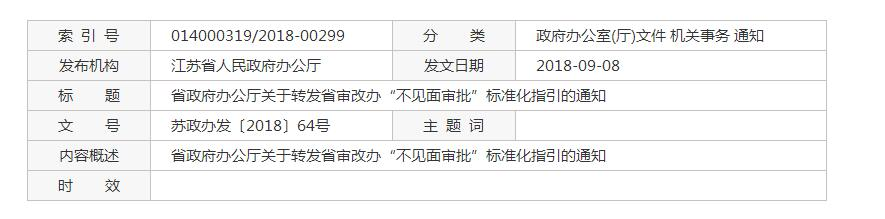 索 引 号 014000319/2018-00299 分 类 政府办公室(厅)文件 机关事务 通知
发布机构 江苏省人民政府办公厅 发文日期 2018-09-08
标 题 省政府办公厅关于转发省审改办“不见面审批”标准化指引的通知
文 号 苏政办发〔2018〕64号 主 题 词
内容概述 省政府办公厅关于转发省审改办“不见面审批”标准化指引的通知
时 效